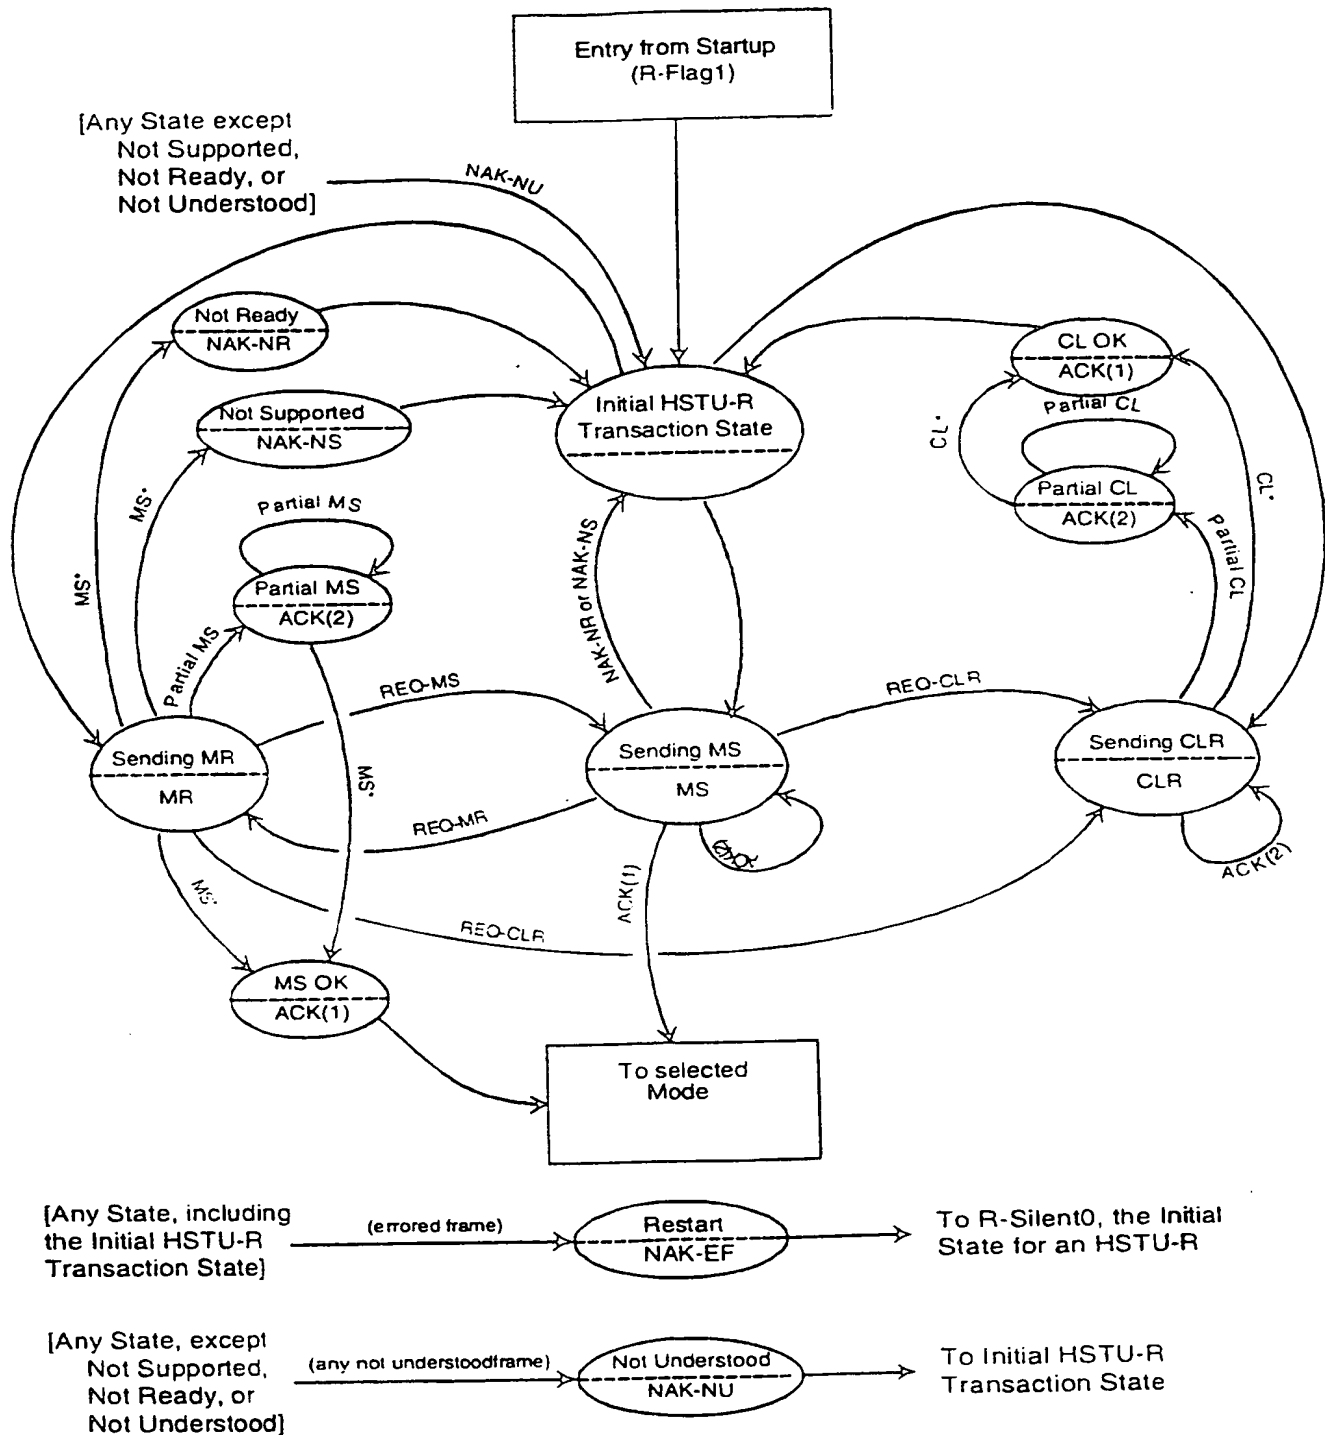 Entry from Startup
(R-Flag1)
[Any State except
Not Supported,
Not Ready, or
Not Understood]
NAK-NU
Not Ready
NAK-NR
Not Supported
NAK-NS
Initial HSTU-R
Transaction State
CL OK
ACK(1)
Partial CL
CL*
Partial CL
ACK(2)
CL*
Partial CL
MS*
MS*
Partial MS
Partial MS
ACK(2)
Partial MS
NAK-NR or NAK-NS
REQ-MS
REQ-CLR
Sending MR
MR
MS*
Sending MS
MS
Sending CLR
CLR
REQ-MR
ACK(2)
MS*
ACK(1)
REQ-CLR
MS OK
ACK(1)
To selected
Mode
[Any State, including
the Initial HSTU-R
Transaction State]
(errored frame)
Restart
NAK-EF
To R-Silent0, the Initial
State for an HSTU-R
[Any State, except
Not Supported,
Not Ready, or
Not Understood]
(any not understoodframe)
Not Understood
NAK-NU
To Initial HSTU-R
Transaction State